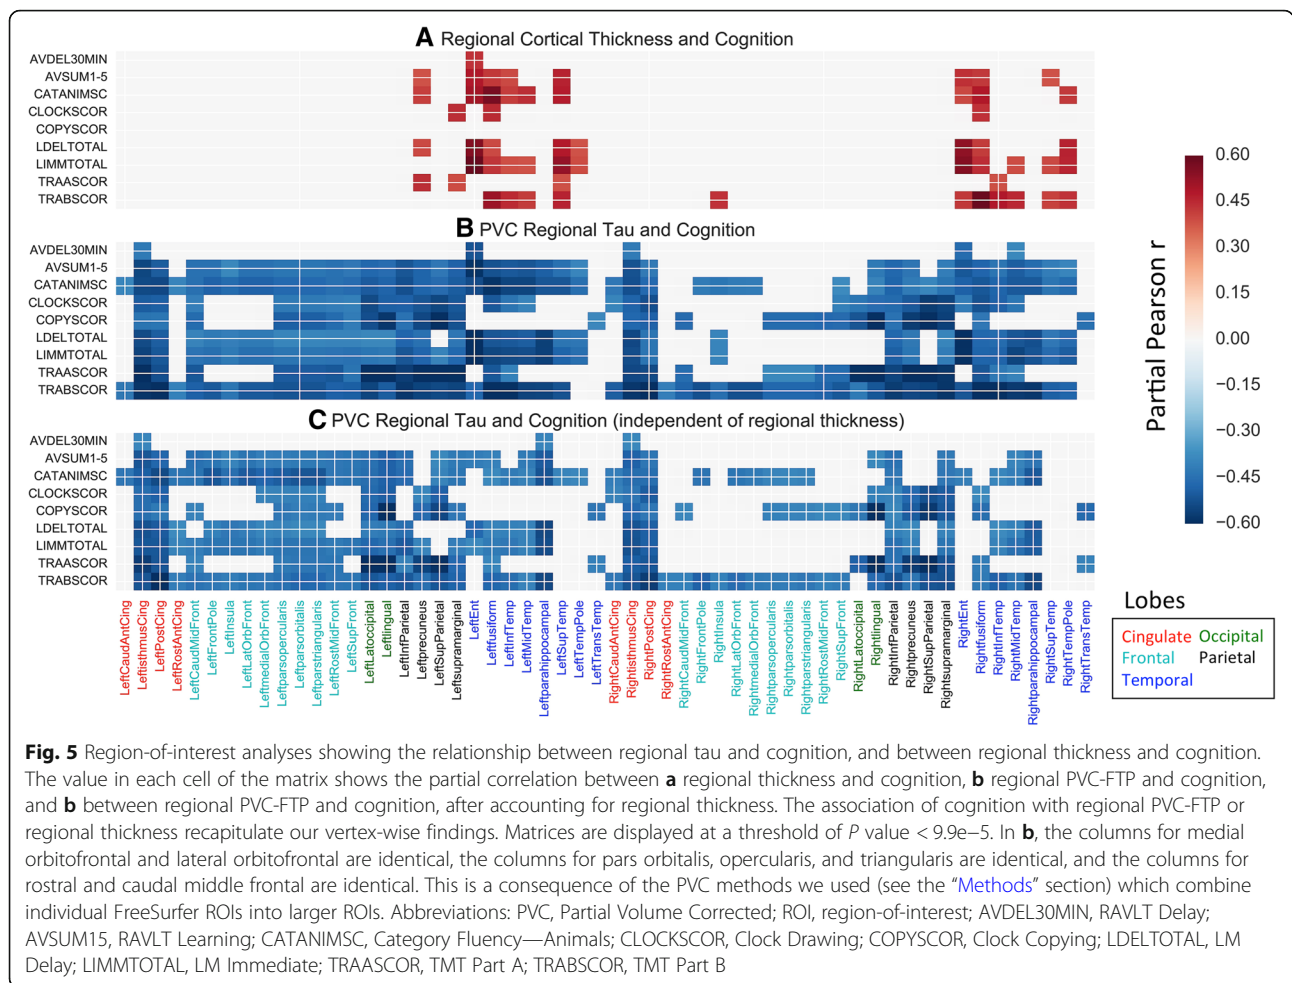 A Regional Cortical Thickness and Cognition
AVDEL30MIN
AVSUM1-5
CATANIMSC
CLOCKSCOR
COPYSCOR
LDELTOTAL
LIMMTOTAL
TRAASCOR
TRABSCOR
B PVC Regional Tau and Cognition
AVDEL30MIN
AVSUM1-5
CATANIMSC
CLOCKSCOR
COPYSCOR
LDELTOTAL
LIMMTOTAL
TRAASCOR
TRABSCOR
C PVC Regional Tau and Cognition (independent of regional thickness)
AVDEL30MIN
AVSUM1-5
CATANIMSC
CLOCKSCOR
COPYSCOR
LDELTOTAL
LIMMTOTAL
TRAASCOR
TRABSCOR
LeftCaudAntCing
LeftisthmusCing
LeftPostCing
LeftRostAntCing
LeftCaudMidFront
LeftFrontPole
LeftInsula
LeftLatOrbFront
LeftmedialOrbFront
Leftparsopercularis
Leftparsorbitalis
Leftparstriangularis
LeftRostMidFront
LeftSupFront
LeftLatoccipital
LeftLingual
LeftInfParietal
Leftprecuneus
LeftSupParietal
Leftsupramarginal
LeftEnt
Leftfusiform
LeftInfTemp
LeftMidTemp
Leftparahippocampal
LeftSupTemp
LeftTempPole
LeftTransTemp
RightCaudAntCing
RightisthmusCing
RightPostCing
RightRostAntCing
RightCaudMidFront
RightFrontPole
RightInsula
RightLatOrbFront
RightmedialOrbFront
Rightparsopercularis
Rightparsorbitalis
Rightparstriangularis
RightRostMidFront
RightSupFront
RightLatoccipital
RightLingual
RightInfParietal
Rightprecuneus
RightSupParietal
Rightsupramarginal
RightEnt
Rightfusiform
RightInfTemp
RightMidTemp
Rightparahippocampal
RightSupTemp
RightTempPole
RightTransTemp
Partial Pearson r
0.60
0.45
0.30
0.15
0.00
−0.15
−0.30
−0.45
−0.60
Lobes
Cingulate Occipital
Frontal Parietal
Temporal
Fig. 5 Region-of-interest analyses showing the relationship between regional tau and cognition, and between regional thickness and cognition.
The value in each cell of the matrix shows the partial correlation between a regional thickness and cognition, b regional PVC-FTP and cognition,
and b between regional PVC-FTP and cognition, after accounting for regional thickness. The association of cognition with regional PVC-FTP or
regional thickness recapitulate our vertex-wise findings. Matrices are displayed at a threshold of P value < 9.9e−5. In b, the columns for medial
orbitofrontal and lateral orbitofrontal are identical, the columns for pars orbitalis, opercularis, and triangularis are identical, and the columns for
rostral and caudal middle frontal are identical. This is a consequence of the PVC methods we used (see the “Methods” section) which combine
individual FreeSurfer ROIs into larger ROIs. Abbreviations: PVC, Partial Volume Corrected; ROI, region-of-interest; AVDEL30MIN, RAVLT Delay;
AVSUM15, RAVLT Learning; CATANIMSC, Category Fluency—Animals; CLOCKSCOR, Clock Drawing; COPYSCOR, Clock Copying; LDELTOTAL, LM
Delay; LIMMTOTAL, LM Immediate; TRAASCOR, TMT Part A; TRABSCOR, TMT Part B